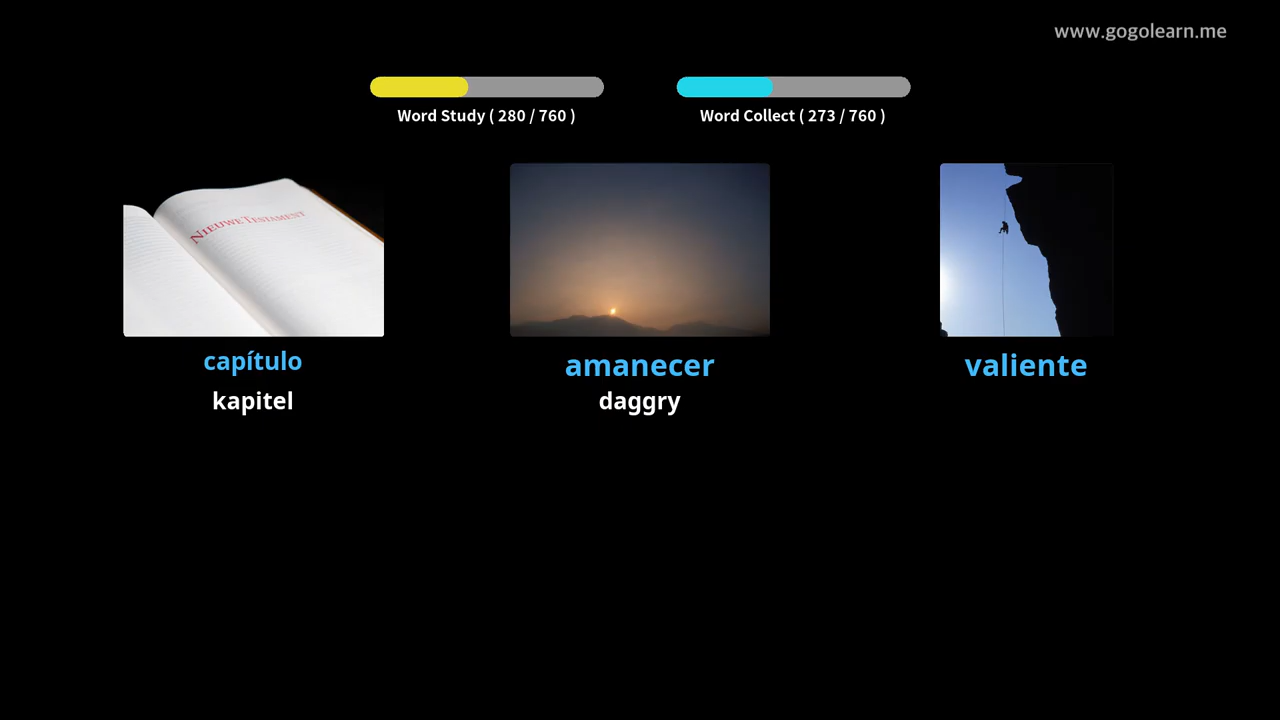 www.gogolearn.me
Word Study ( 280 / 760 )
Word Collect ( 273 / 760 )
NIEUWE TESTAMENT
capítulo
amanecer
valiente
kapitel
daggry